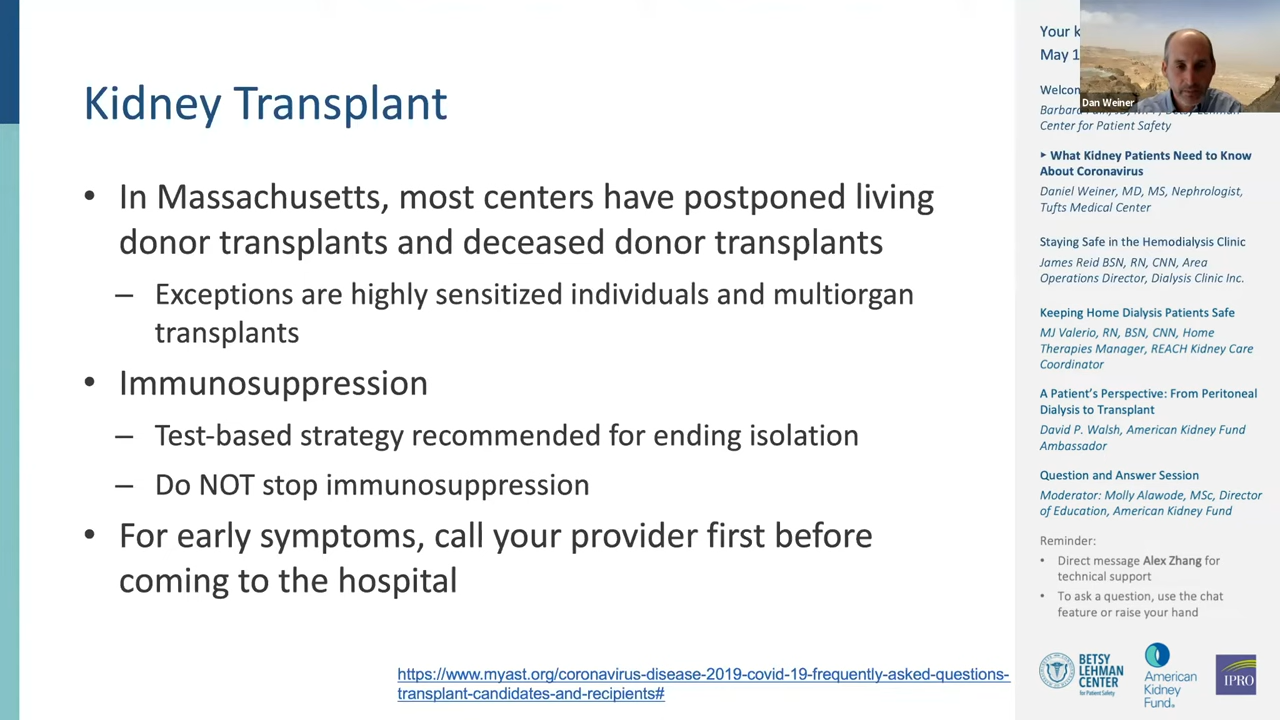 Kidney Transplant
• In Massachusetts, most centers have postponed living
donor transplants and deceased donor transplants
– Exceptions are highly sensitized individuals and multiorgan
transplants
• Immunosuppression
– Test-based strategy recommended for ending isolation
– Do NOT stop immunosuppression
• For early symptoms, call your provider first before
coming to the hospital
https://www.myast.org/coronavirus-disease-2019-covid-19-frequently-asked-questions-
transplant-candidates-and-recipients#
Your
May
Dan Weiner
Center for Patient Safety
‣ What Kidney Patients Need to Know
About Coronavirus
Daniel Weiner, MD, MS, Nephrologist,
Tufts Medical Center
Staying Safe in the Hemodialysis Clinic
James Reid BSN, RN, CNN, Area
Operations Director, Dialysis Clinic Inc.
Keeping Home Dialysis Patients Safe
MJ Valerio, RN, BSN, CNN, Home
Therapies Manager, REACH Kidney Care
Coordinator
A Patient's Perspective: From Peritoneal
Dialysis to Transplant
David P. Walsh, American Kidney Fund
Ambassador
Question and Answer Session
Moderator: Molly Alawode, MSc, Director
of Education, American Kidney Fund
Reminder:
• Direct message Alex Zhang for
technical support
• To ask a question, use the chat
feature or raise your hand
BETSY
LEHMAN
CENTER
for Patient Safety
American
Kidney
Fund®
IPRO